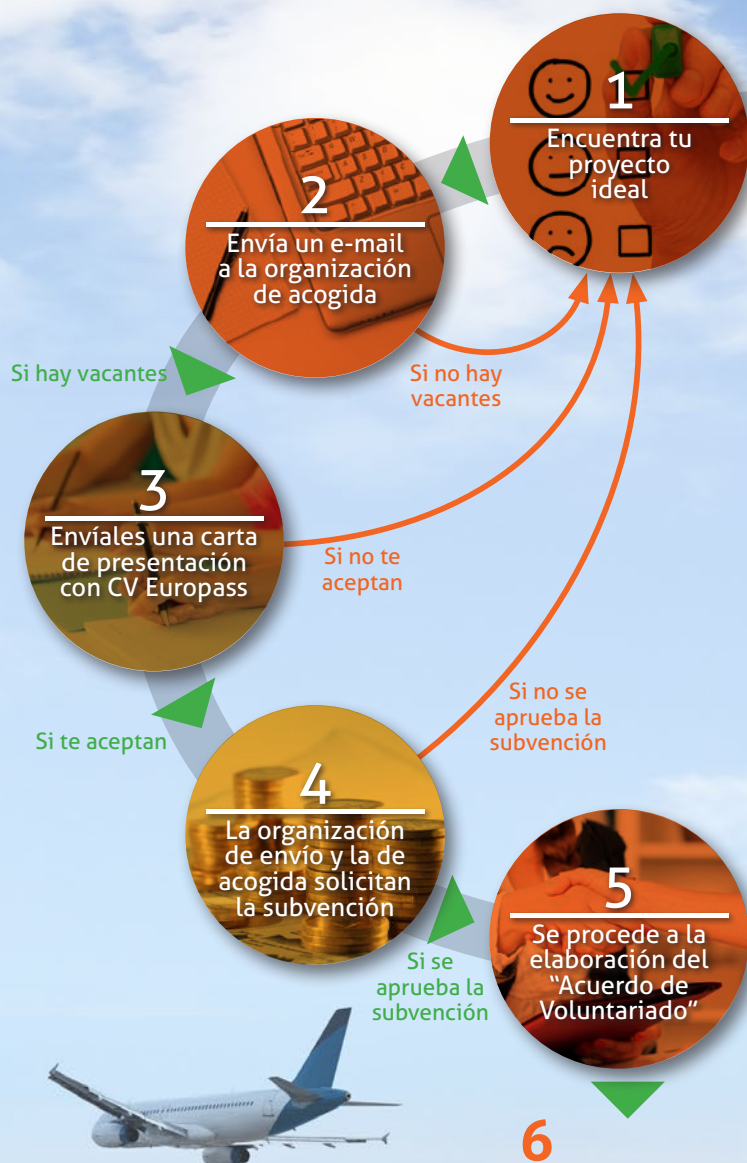 1
Encuentra tu
proyecto
ideal
2
Envía un e-mail
a la organización
de acogida
Si hay vacantes
Si no hay
vacantes
3
Envíales una carta
de presentación
con CV Europass
Si no te
aceptan
Si te aceptan
Si no se
aprueba la
subvención
4
La organización
de envío y la de
acogida solicitan
la subvención
Si se
aprueba la
subvención
5
Se procede a la
elaboración del
“Acuerdo de
Voluntariado”
6